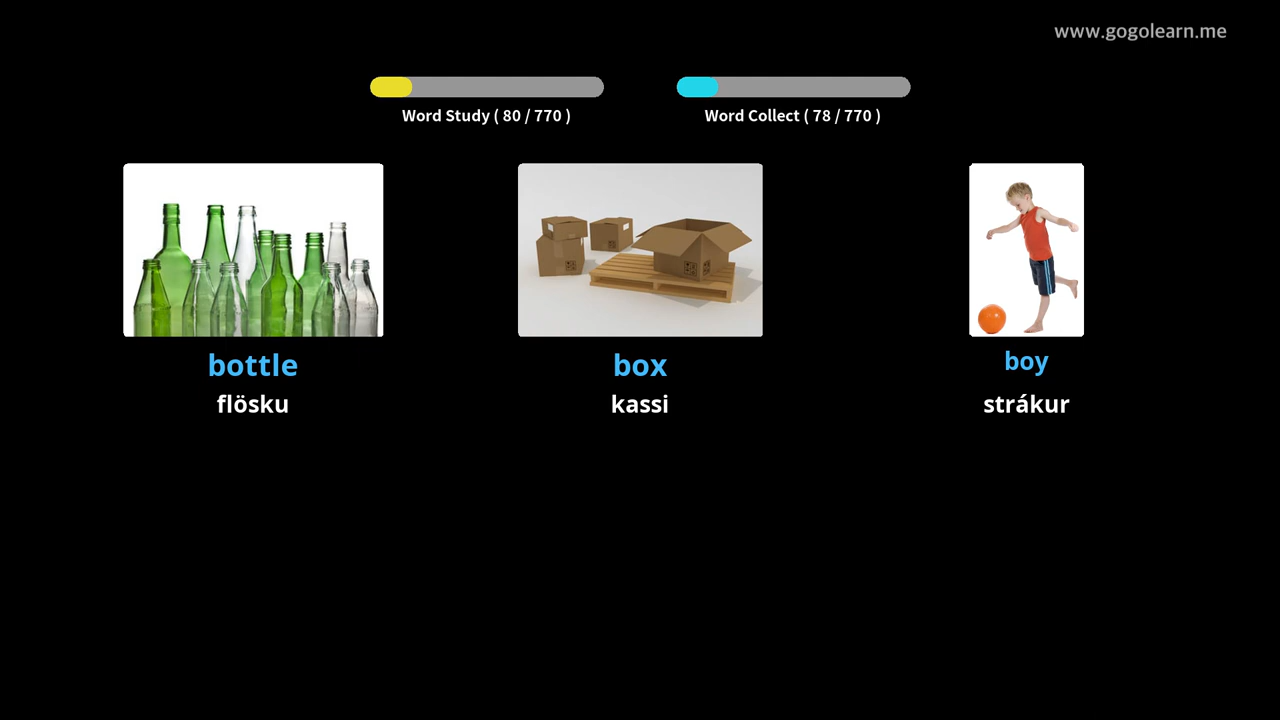 www.gogolearn.me
Word Study ( 80 / 770 )
Word Collect ( 78 / 770 )
bottle
flösku
box
kassi
boy
strákur